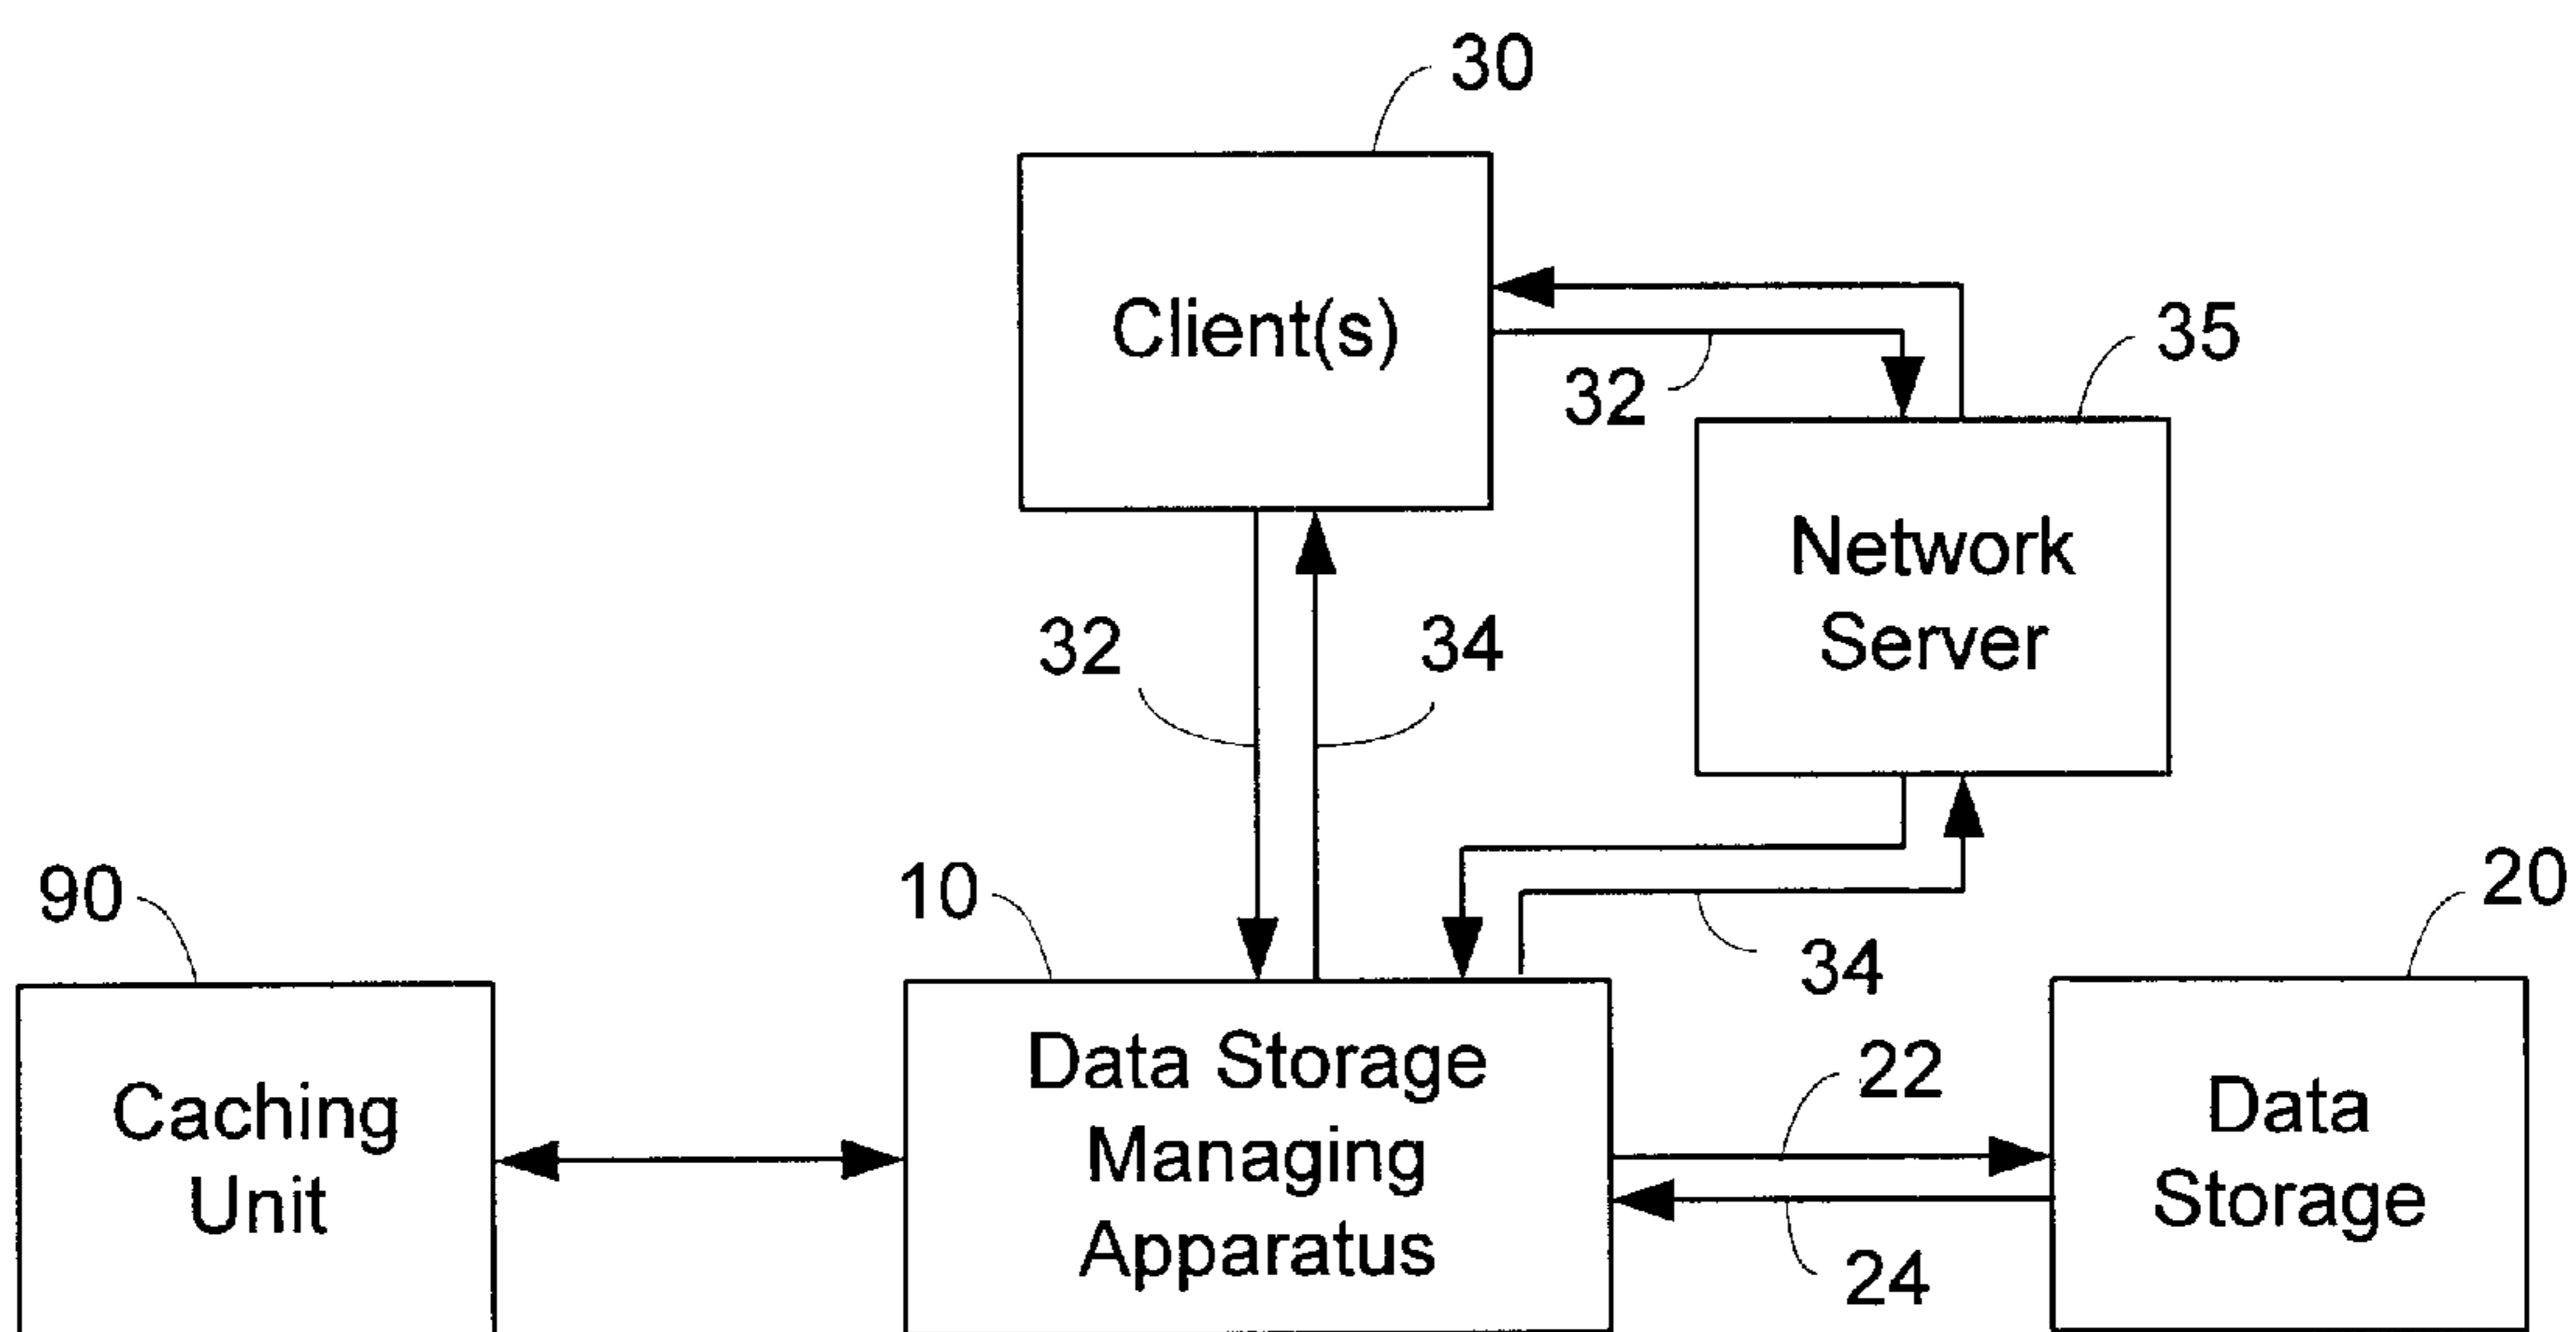 30
Client(s)
32
35
Network
Server
32
34
90
10
34
20
Caching
Unit
Data Storage
Managing
Apparatus
22
24
Data
Storage